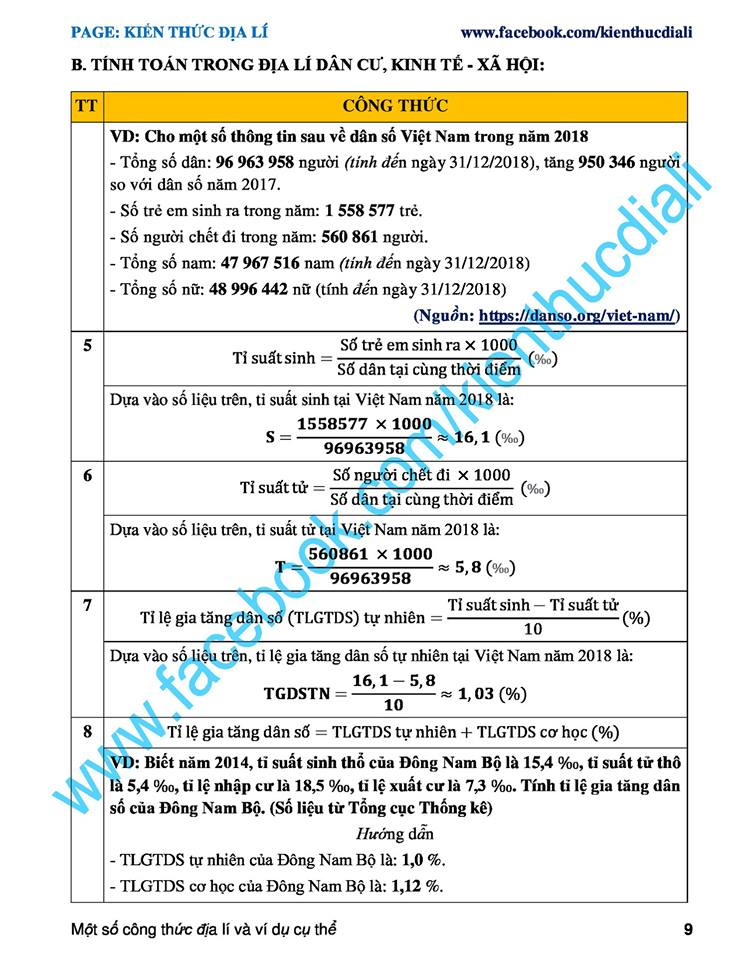 PAGE: KIẾN THỨC ĐỊA LÍ www.facebook.com/kienthucdiali
B. TÍNH TOÁN TRONG ĐỊA LÍ DÂN CƯ, KINH TẾ - XÃ HỘI:
TT CÔNG THỨC
VD: Cho một số thông tin sau về dân số Việt Nam trong năm 2018
- Tổng số dân: 96 963 958 người (tính đến ngày 31/12/2018), tăng 950 346 người
so với dân số năm 2017.
- Số trẻ em sinh ra trong năm: 1 558 577 trẻ.
- Số người chết đi trong năm: 560 861 người.
- Tổng số nam: 47 967 516 nam (tính đến ngày 31/12/2018)
- Tổng số nữ: 48 996 442 nữ (tính đến ngày 31/12/2018)
(Nguồn: https://danso.org/viet-nam/)
5
Tỉ suất sinh = Số trẻ em sinh ra × 1000 / Số dân tại cùng thời điểm (‰)
Dựa vào số liệu trên, tỉ suất sinh tại Việt Nam năm 2018 là:
S = 1558577 × 1000 / 96963958 ≈ 16,1 (‰)
6
Tỉ suất tử = Số người chết đi × 1000 / Số dân tại cùng thời điểm (‰)
Dựa vào số liệu trên, tỉ suất tử tại Việt Nam năm 2018 là:
T = 560861 × 1000 / 96963958 ≈ 5,8 (‰)
7
Tỉ lệ gia tăng dân số (TLGTDS) tự nhiên = Tỉ suất sinh − Tỉ suất tử / 10 (%)
Dựa vào số liệu trên, tỉ lệ gia tăng dân số tự nhiên tại Việt Nam năm 2018 là:
TGDSTN = 16,1 − 5,8 / 10 ≈ 1,03 (%)
8 Tỉ lệ gia tăng dân số = TLGTDS tự nhiên + TLGTDS cơ học (%)
VD: Biết năm 2014, tỉ suất sinh thổ của Đông Nam Bộ là 15,4 ‰, tỉ suất tử thô
là 5,4 ‰, tỉ lệ nhập cư là 18,5 ‰, tỉ lệ xuất cư là 7,3 ‰. Tính tỉ lệ gia tăng dân
số của Đông Nam Bộ. (Số liệu từ Tổng cục Thống kê)
Hướng dẫn
- TLGTDS tự nhiên của Đông Nam Bộ là: 1,0 %.
- TLGTDS cơ học của Đông Nam Bộ là: 1,12 %.
www.facebook.com/kienthucdiali
Một số công thức địa lí và ví dụ cụ thể 9